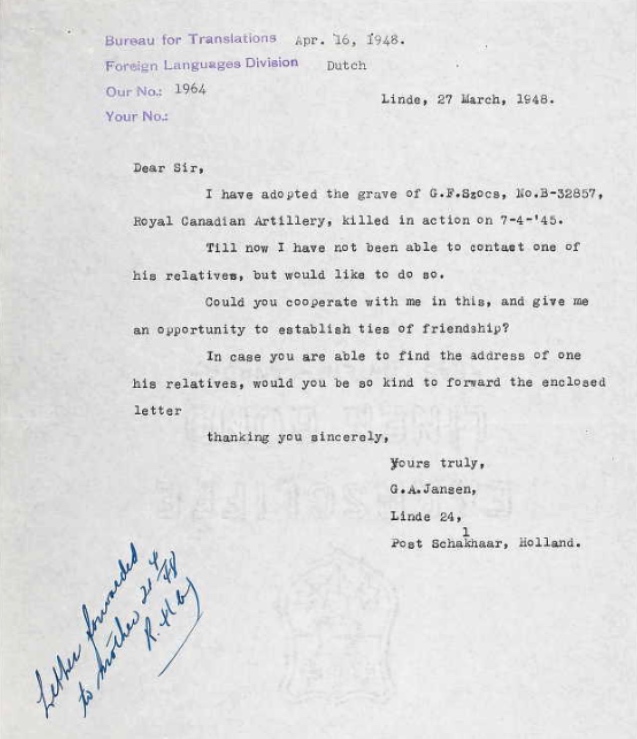 Bureau for Translations Apr. 16, 1948.
Foreign Languages Division Dutch
Our No.: 1964
Your No.:
Linde, 27 March, 1948.
Dear Sir,
I have adopted the grave of G.F.Szocs, No.B-32857,
Royal Canadian Artillery, killed in action on 7-4-'45.
Till now I have not been able to contact one of
his relatives, but would like to do so.
Could you cooperate with me in this, and give me
an opportunity to establish ties of friendship?
In case you are able to find the address of one
his relatives, would you be so kind to forward the enclosed
letter
thanking you sincerely,
yours truly,
G.A.Jansen,
Linde 24,
1
Post Schakhaar, Holland.
Letter forwarded
to mother 21/4/48